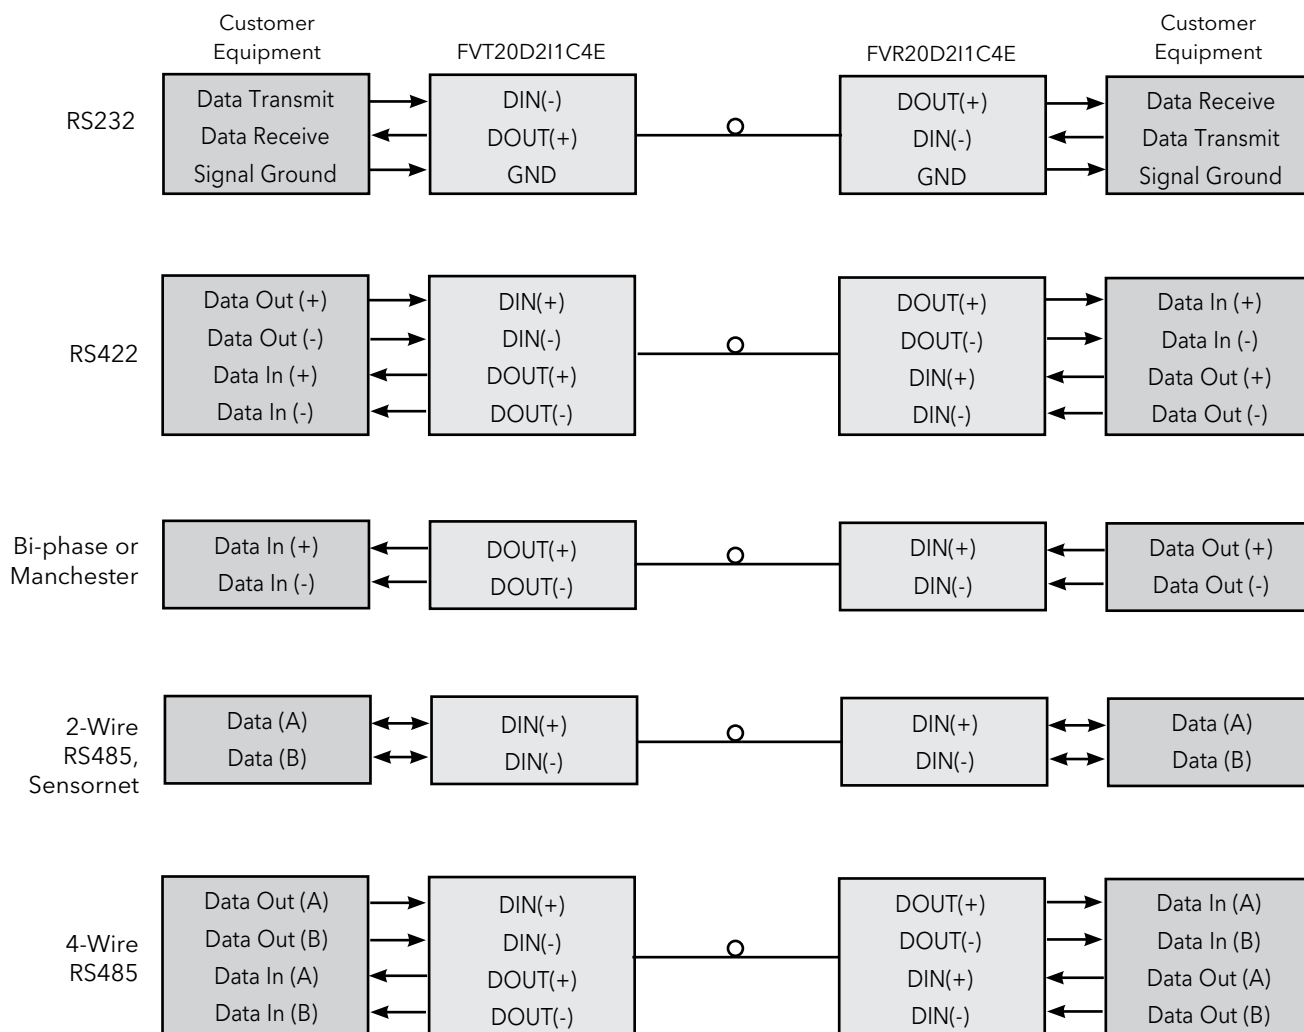 Customer
Equipment
FVT20D2I1C4E
FVR20D2I1C4E
Customer
Equipment
RS232
Data Transmit
Data Receive
Signal Ground
DIN(-)
DOUT(+)
GND
DOUT(+)
DIN(-)
GND
Data Receive
Data Transmit
Signal Ground
RS422
Data Out (+)
Data Out (-)
Data In (+)
Data In (-)
DIN(+)
DIN(-)
DOUT(+)
DOUT(-)
DOUT(+)
DOUT(-)
DIN(+)
DIN(-)
Data In (+)
Data In (-)
Data Out (+)
Data Out (-)
Bi-phase or
Manchester
Data In (+)
Data In (-)
DOUT(+)
DOUT(-)
DIN(+)
DIN(-)
Data Out (+)
Data Out (-)
2-Wire
RS485,
Sensornet
Data (A)
Data (B)
DIN(+)
DIN(-)
DIN(+)
DIN(-)
Data (A)
Data (B)
4-Wire
RS485
Data Out (A)
Data Out (B)
Data In (A)
Data In (B)
DIN(+)
DIN(-)
DOUT(+)
DOUT(-)
DOUT(+)
DOUT(-)
DIN(+)
DIN(-)
Data In (A)
Data In (B)
Data Out (A)
Data Out (B)